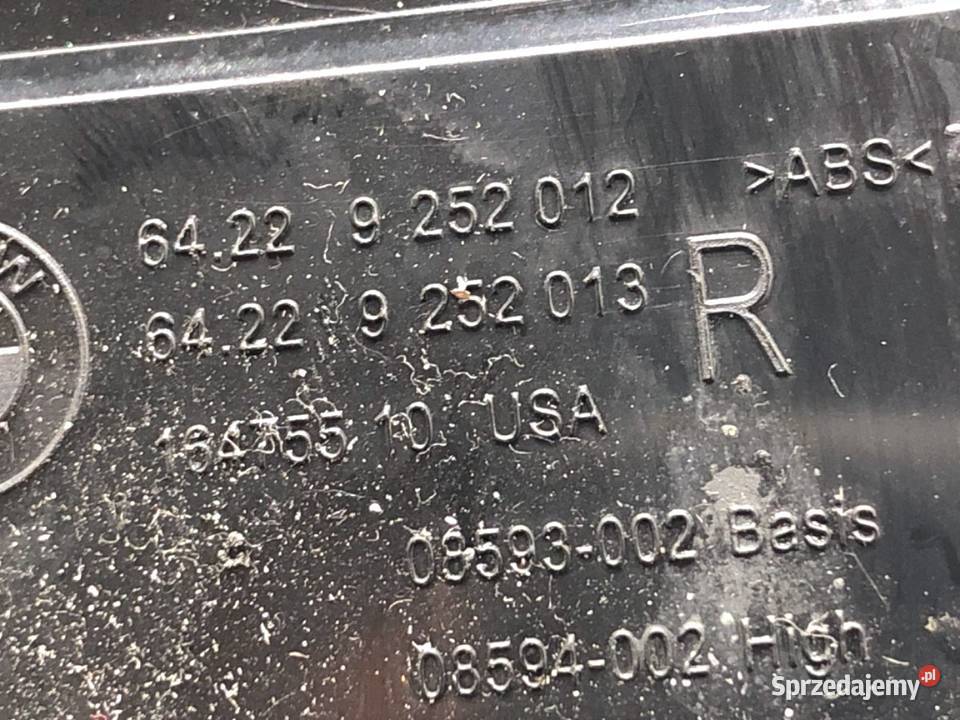 64.22 9 252 012 >ABS<
64.22 9 252 013 R
164755 10 USA
08593-002 Basis
08594-002 High
W
Sprzedajemy.pl